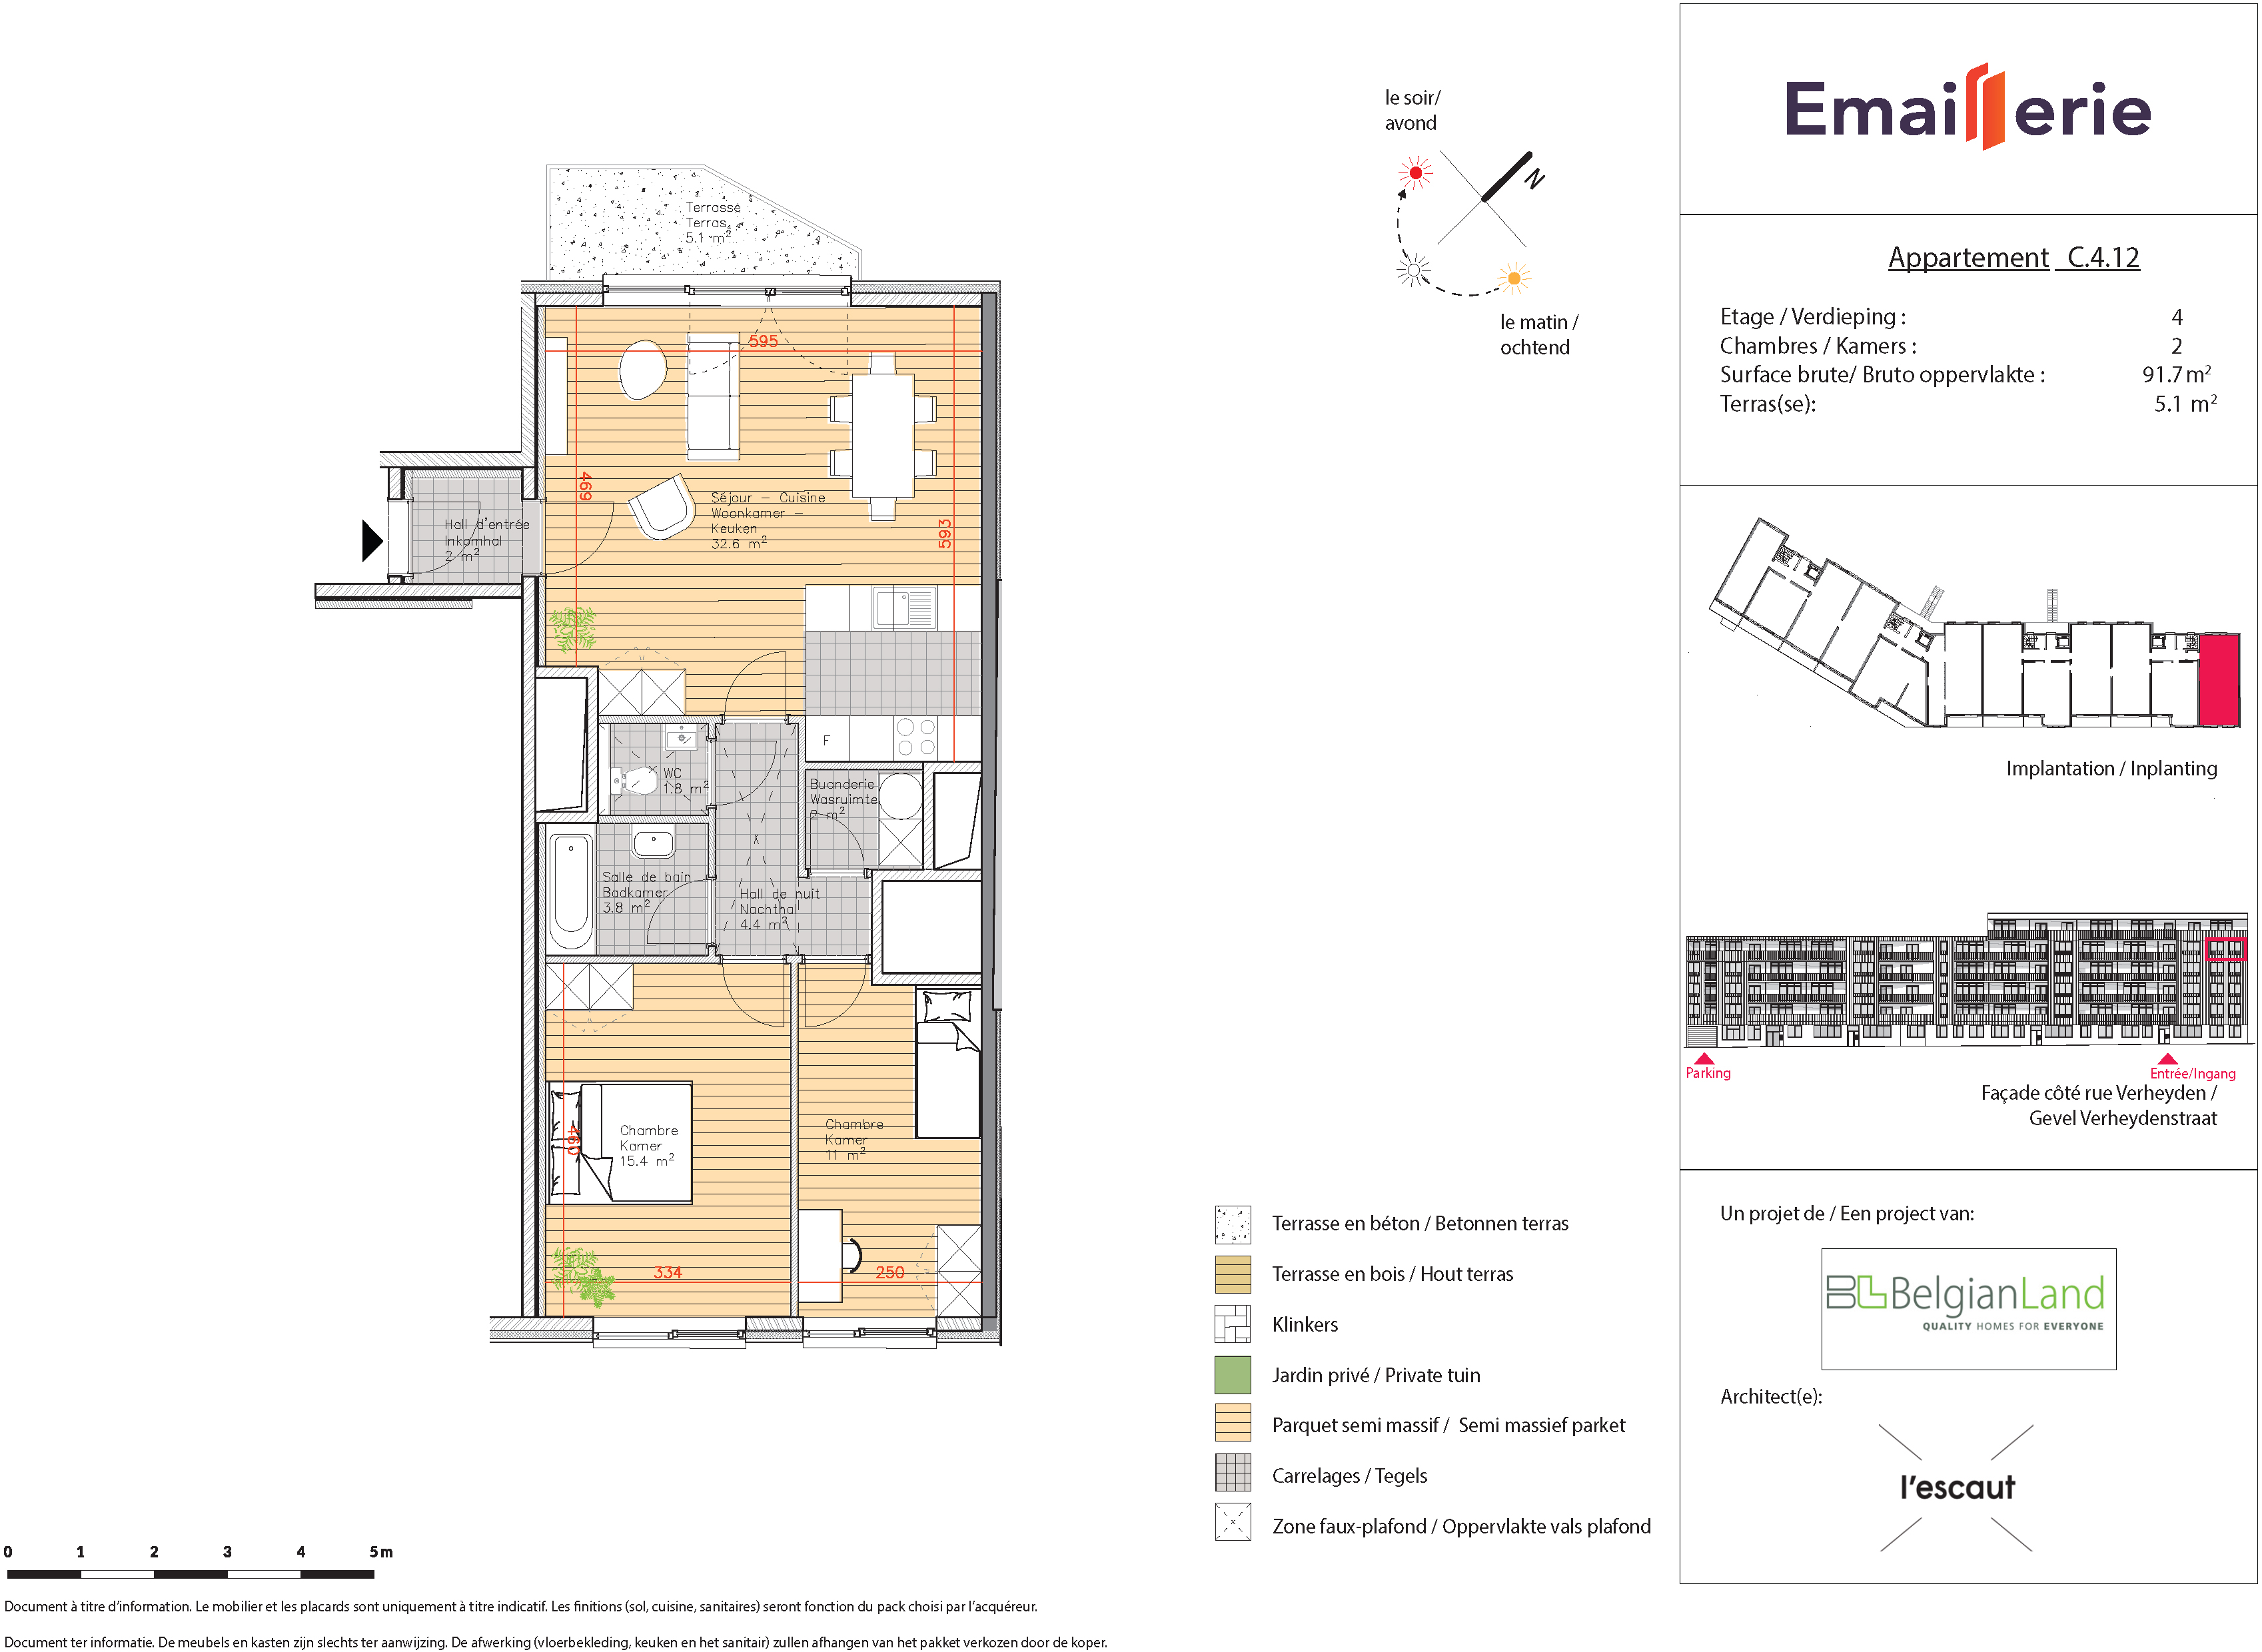 Emaillerie
le soir/
avond
N
le matin /
ochtend
Appartement C.4.12
Etage / Verdieping : 4
Chambres / Kamers : 2
Surface brute/ Bruto oppervlakte : 91.7 m²
Terras(se): 5.1 m²
Terrasse
Terras
5.1 m²
595
469
593
Séjour – Cuisine
Woonkamer –
Keuken
32.6 m²
Hall d'entrée
Inkomhal
2 m²
F
WC
1.8 m²
Buanderie
Wasruimte
2 m²
Salle de bain
Badkamer
3.8 m²
Hall de nuit
Nachthal
4.4 m²
Chambre
Kamer
15.4 m²
460
334
Chambre
Kamer
11 m²
250
Implantation / Inplanting
Parking
Entrée/Ingang
Façade côté rue Verheyden /
Gevel Verheydenstraat
Terrasse en béton / Betonnen terras
Terrasse en bois / Hout terras
Klinkers
Jardin privé / Private tuin
Parquet semi massif / Semi massief parket
Carrelages / Tegels
Zone faux-plafond / Oppervlakte vals plafond
Un projet de / Een project van:
BelgianLand
QUALITY HOMES FOR EVERYONE
Architect(e):
l'escaut
0 1 2 3 4 5m
Document à titre d'information. Le mobilier et les placards sont uniquement à titre indicatif. Les finitions (sol, cuisine, sanitaires) seront fonction du pack choisi par l'acquéreur.
Document ter informatie. De meubels en kasten zijn slechts ter aanwijzing. De afwerking (vloerbekleding, keuken en het sanitair) zullen afhangen van het pakket verkozen door de koper.